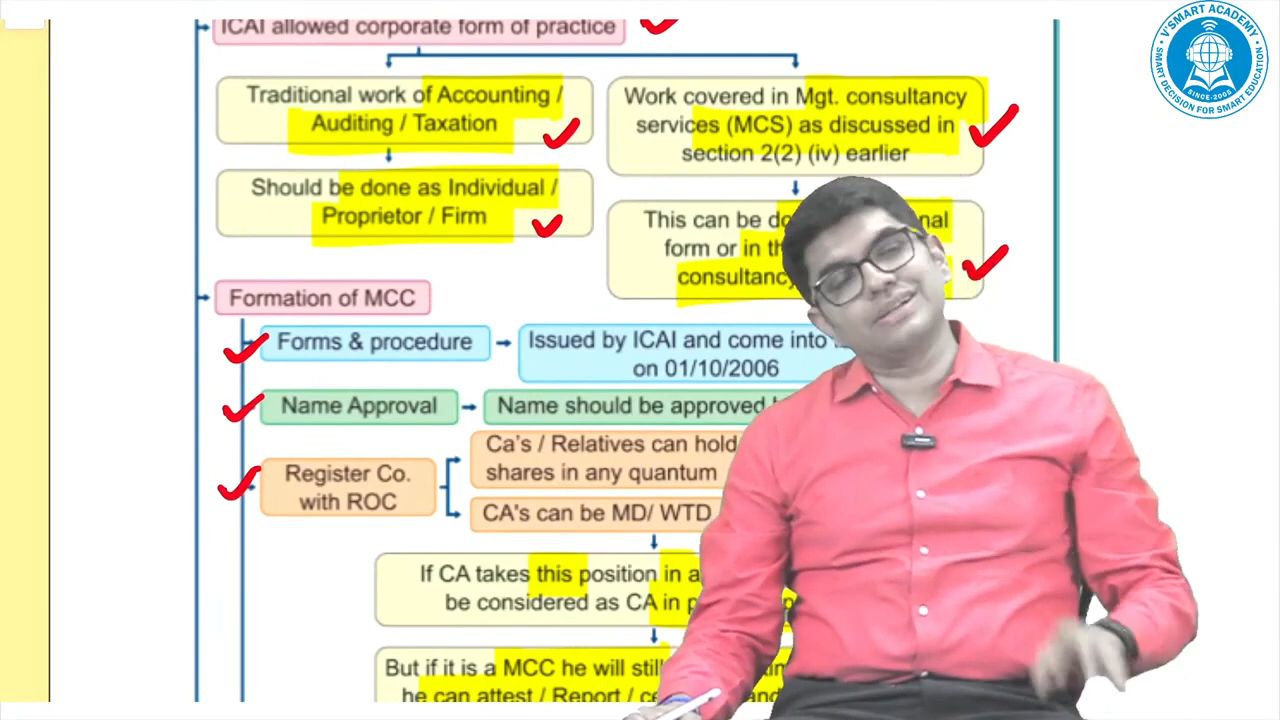 ICAI allowed corporate form of practice
Traditional work of Accounting /
Auditing / Taxation
Work covered in Mgt. consultancy
services (MCS) as discussed in
section 2(2) (iv) earlier
Should be done as Individual /
Proprietor / Firm
This can be
form or in
consultancy
Formation of MCC
Forms & procedure
Issued by ICAI and come into
on 01/10/2006
Name Approval
Name should be approved
Register Co.
with ROC
Ca's / Relatives can hold
shares in any quantum
CA's can be MD/ WTD
If CA takes this position in
be considered as CA in
But if it is a MCC he will still
he can attest / Report /
V'SMART ACADEMY
SINCE-2005
SMART DECISION FOR SMART EDUCATION